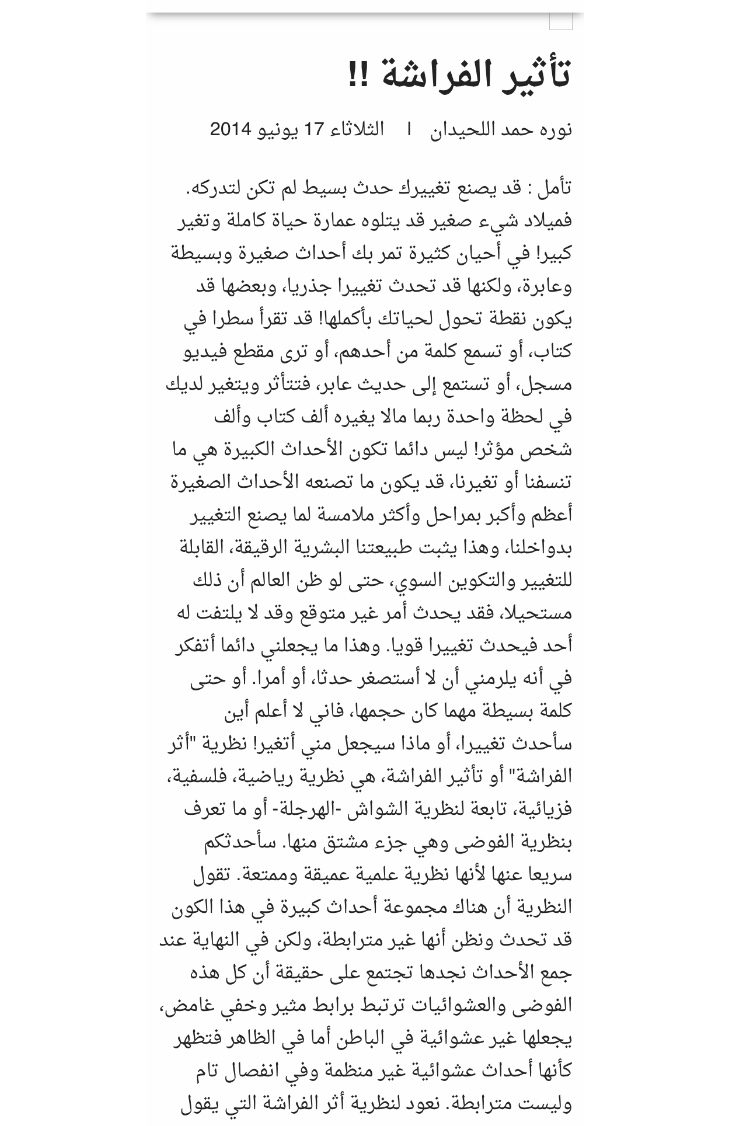 تأثير الفراشة !!
نوره حمد اللحيدان | الثلاثاء 17 يونيو 2014
تأمل : قد يصنع تغييرك حدث بسيط لم تكن لتدركه.
فميلاد شيء صغير قد يتلوه عمارة حياة كاملة وتغير
كبير! في أحيان كثيرة تمر بك أحداث صغيرة وبسيطة
وعابرة، ولكنها قد تحدث تغييرا جذريا، وبعضها قد
يكون نقطة تحول لحياتك بأكملها! قد تقرأ سطرا في
كتاب، أو تسمع كلمة من أحدهم، أو ترى مقطع فيديو
مسجل، أو تستمع إلى حديث عابر، فتتأثر ويتغير لديك
في لحظة واحدة ربما مالا يغيره ألف كتاب وألف
شخص مؤثر! ليس دائما تكون الأحداث الكبيرة هي ما
تنسفنا أو تغيرنا، قد يكون ما تصنعه الأحداث الصغيرة
أعظم وأكبر بمراحل وأكثر ملامسة لما يصنع التغيير
بدواخلنا، وهذا يثبت طبيعتنا البشرية الرقيقة، القابلة
للتغيير والتكوين السوي، حتى لو ظن العالم أن ذلك
مستحيلا، فقد يحدث أمر غير متوقع وقد لا يلتفت له
أحد فيحدث تغييرا قويا. وهذا ما يجعلني دائما أتفكر
في أنه يلرمني أن لا أستصغر حدثا، أو أمرا. أو حتى
كلمة بسيطة مهما كان حجمها، فاني لا أعلم أين
سأحدث تغييرا، أو ماذا سيجعل مني أتغير! نظرية "أثر
الفراشة" أو تأثير الفراشة، هي نظرية رياضية، فلسفية،
فزيائية، تابعة لنظرية الشواش -الهرجلة- أو ما تعرف
بنظرية الفوضى وهي جزء مشتق منها. سأحدثكم
سريعا عنها لأنها نظرية علمية عميقة وممتعة. تقول
النظرية أن هناك مجموعة أحداث كبيرة في هذا الكون
قد تحدث ونظن أنها غير مترابطة، ولكن في النهاية عند
جمع الأحداث نجدها تجتمع على حقيقة أن كل هذه
الفوضى والعشوائيات ترتبط برابط مثير وخفي غامض،
يجعلها غير عشوائية في الباطن أما في الظاهر فتظهر
كأنها أحداث عشوائية غير منظمة وفي انفصال تام
وليست مترابطة. نعود لنظرية أثر الفراشة التي يقول